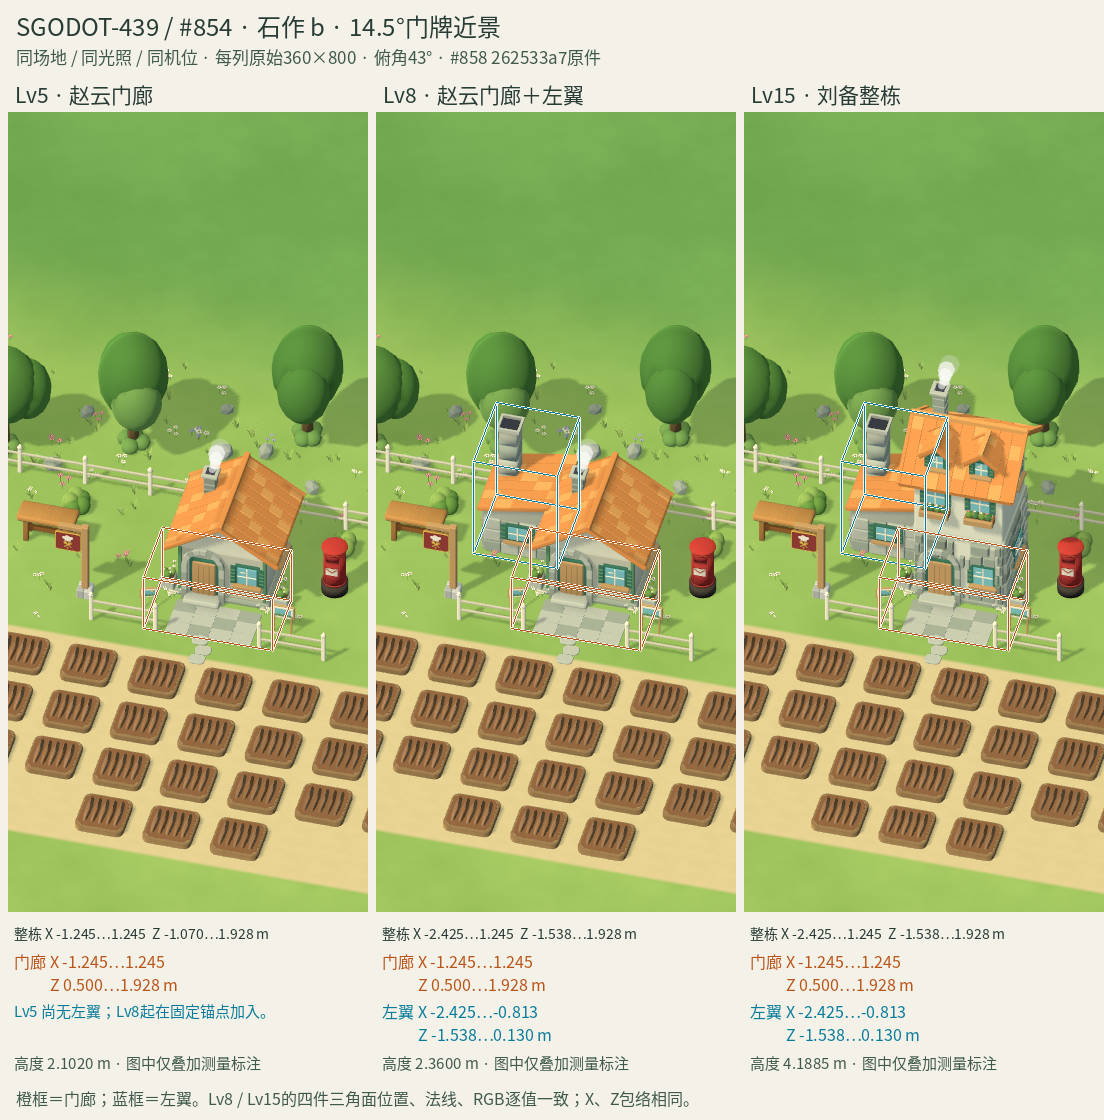 SGODOT-439 / #854 · 石作 b · 14.5°门牌近景
同场地 / 同光照 / 同机位 · 每列原始360×800 · 俯角43° · #858 262533a7原件
Lv5 · 赵云门廊
Lv8 · 赵云门廊＋左翼
Lv15 · 刘备整栋
整栋 X -1.245…1.245 Z -1.070…1.928 m
门廊 X -1.245…1.245
Z 0.500…1.928 m
Lv5 尚无左翼；Lv8起在固定锚点加入。
高度 2.1020 m · 图中仅叠加测量标注
整栋 X -2.425…1.245 Z -1.538…1.928 m
门廊 X -1.245…1.245
Z 0.500…1.928 m
左翼 X -2.425…-0.813
Z -1.538…0.130 m
高度 2.3600 m · 图中仅叠加测量标注
整栋 X -2.425…1.245 Z -1.538…1.928 m
门廊 X -1.245…1.245
Z 0.500…1.928 m
左翼 X -2.425…-0.813
Z -1.538…0.130 m
高度 4.1885 m · 图中仅叠加测量标注
橙框＝门廊；蓝框＝左翼。Lv8 / Lv15的四件三角面位置、法线、RGB逐值一致；X、Z包络相同。